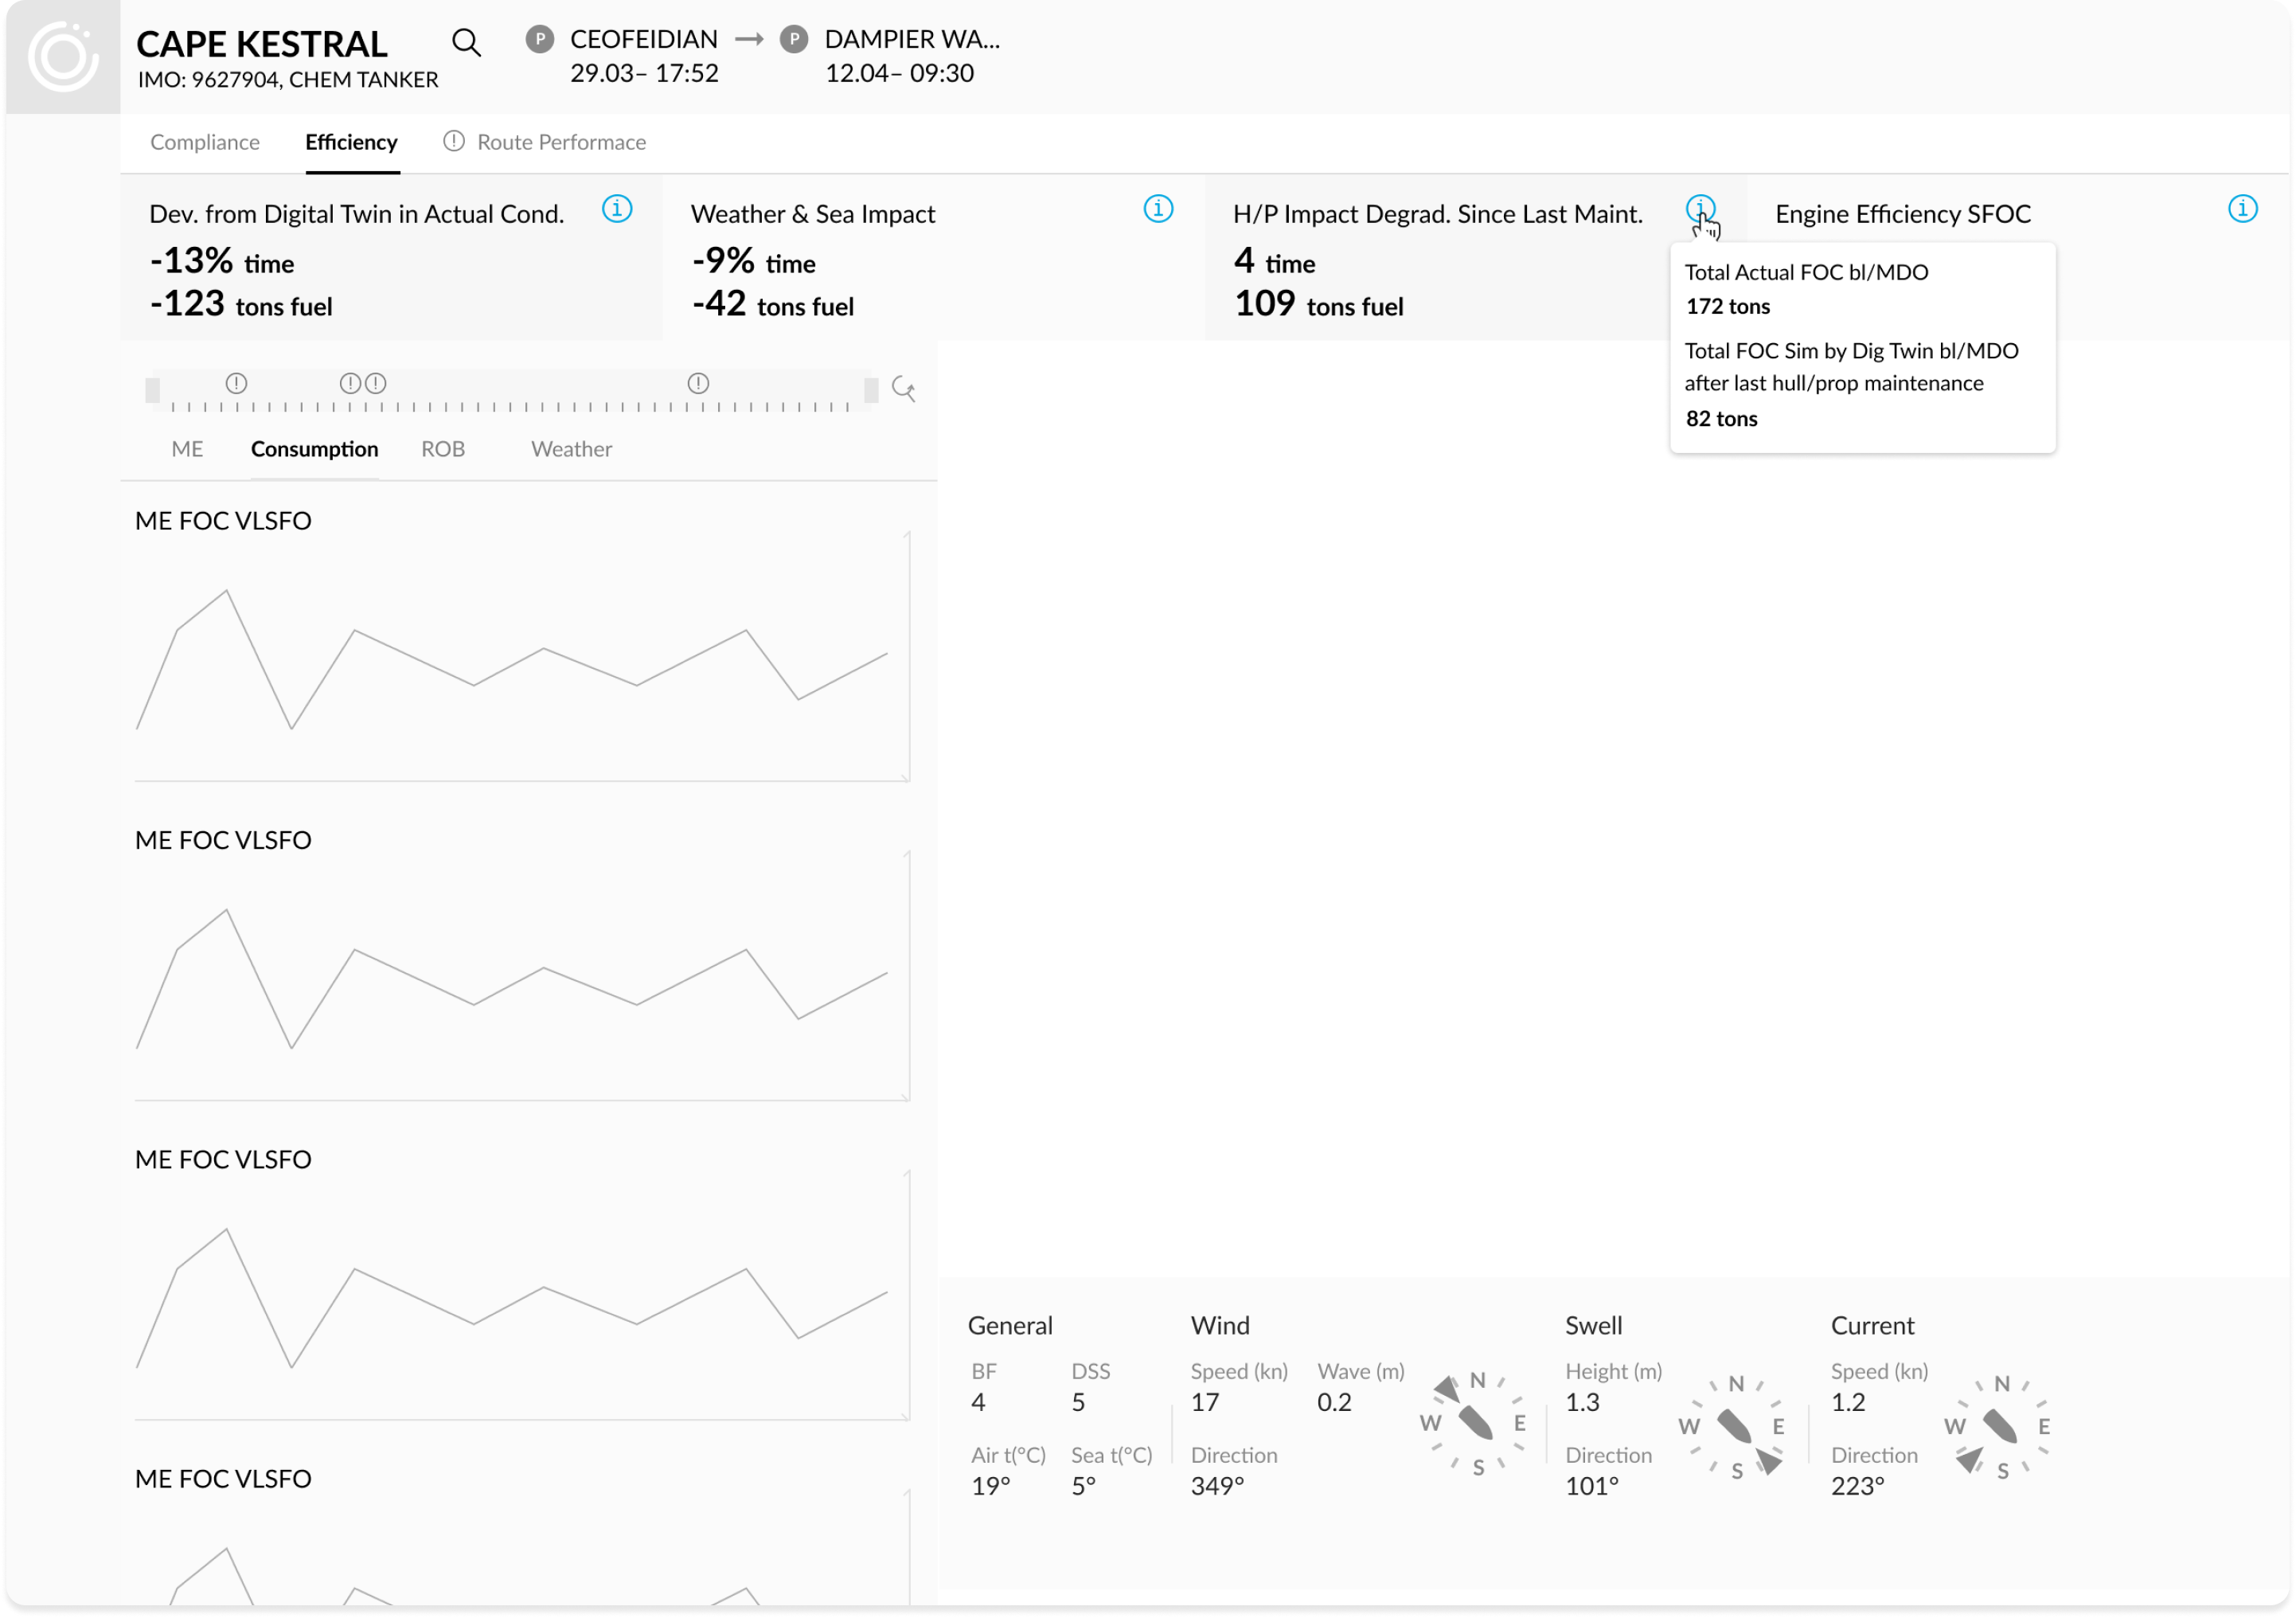 CAPE KESTRAL
IMO: 9627904, CHEM TANKER
P CEOFEIDIAN
29.03– 17:52
P DAMPIER WA...
12.04– 09:30
Compliance
Efficiency
Route Performace
Dev. from Digital Twin in Actual Cond.
-13% time
-123 tons fuel
Weather & Sea Impact
-9% time
-42 tons fuel
H/P Impact Degrad. Since Last Maint.
4 time
109 tons fuel
Engine Efficiency SFOC
Total Actual FOC bl/MDO
172 tons
Total FOC Sim by Dig Twin bl/MDO
after last hull/prop maintenance
82 tons
ME
Consumption
ROB
Weather
ME FOC VLSFO
ME FOC VLSFO
ME FOC VLSFO
ME FOC VLSFO
General
BF
4
DSS
5
Air t(°C)
19°
Sea t(°C)
5°
Wind
Speed (kn)
17
Wave (m)
0.2
Direction
349°
N
W E
S
Swell
Height (m)
1.3
Direction
101°
N
W E
S
Current
Speed (kn)
1.2
Direction
223°
N
W E
S